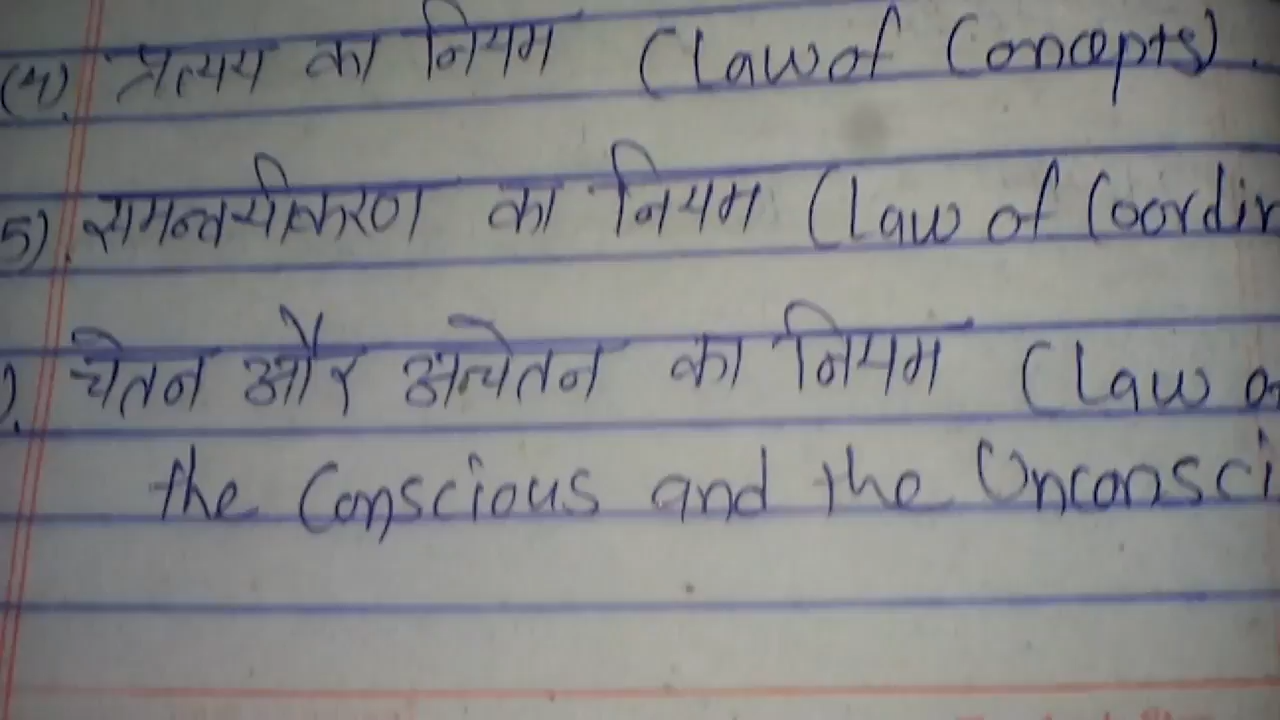 (4). प्रत्यय का नियम (Law of Concepts).
5). समन्वयीकरण का नियम (Law of Coordin
). चेतन और अचेतन का नियम (Law o
the Conscious and the Unconsci